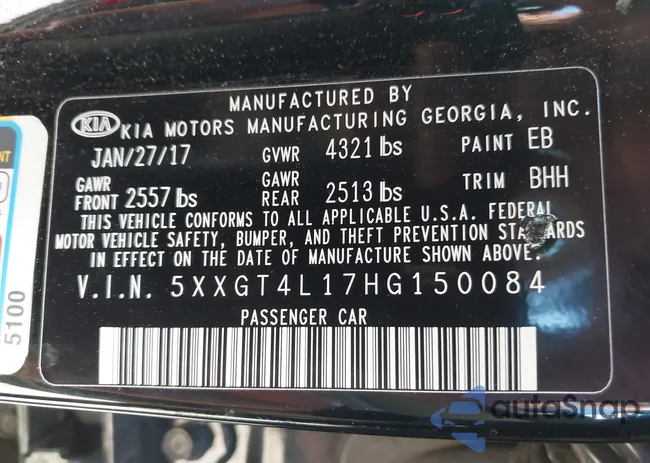 MANUFACTURED BY
KIA KIA MOTORS MANUFACTURING GEORGIA, INC.
JAN/27/17 GVWR 4321 lbs PAINT EB
GAWR FRONT 2557 lbs GAWR REAR 2513 lbs TRIM BHH
THIS VEHICLE CONFORMS TO ALL APPLICABLE U.S.A. FEDERAL
MOTOR VEHICLE SAFETY, BUMPER, AND THEFT PREVENTION STANDARDS
IN EFFECT ON THE DATE OF MANUFACTURE SHOWN ABOVE.
V.I.N. 5XXGT4L17HG150084
PASSENGER CAR
5100
autoSnap